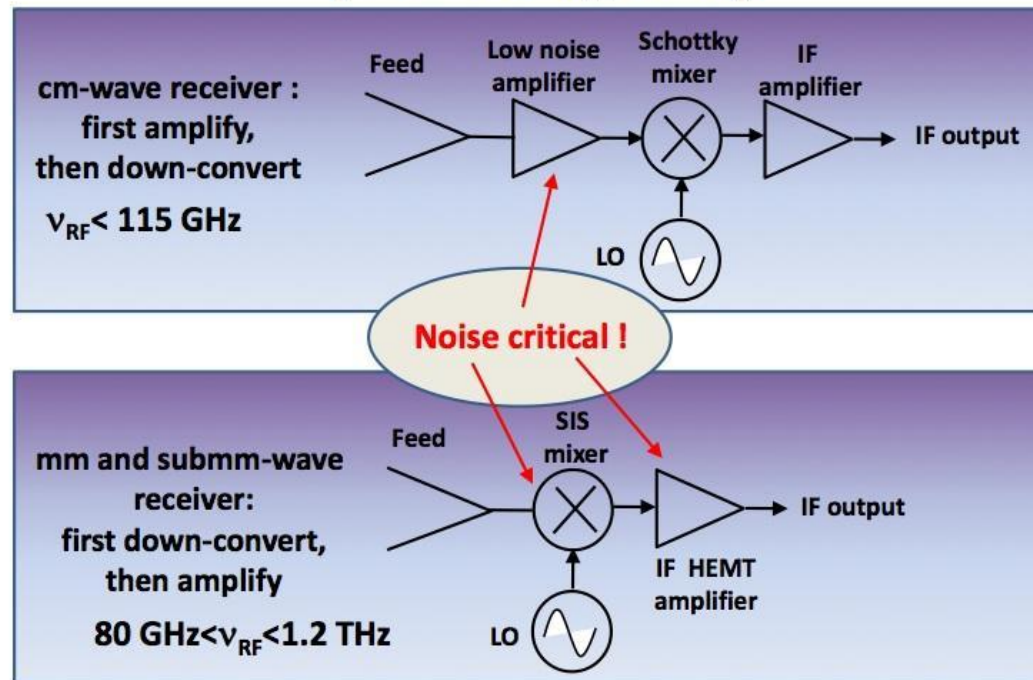 Feed
Low noise
amplifier
Schottky
mixer
IF
amplifier
IF output
LO
cm-wave receiver :
first amplify,
then down-convert
νRF< 115 GHz
Noise critical !
mm and submm-wave
receiver:
first down-convert,
then amplify
80 GHz<νRF<1.2 THz
Feed
SIS
mixer
IF output
IF HEMT
amplifier
LO